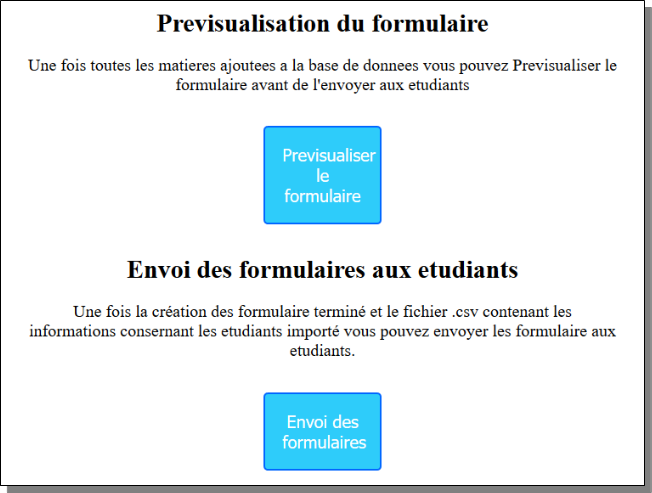 Previsualisation du formulaire
Une fois toutes les matieres ajoutees a la base de donnees vous pouvez Previsualiser le
formulaire avant de l'envoyer aux etudiants
Previsualiser
le
formulaire
Envoi des formulaires aux etudiants
Une fois la création des formulaire terminé et le fichier .csv contenant les
informations consernant les etudiants importé vous pouvez envoyer les formulaire aux
etudiants.
Envoi des
formulaires